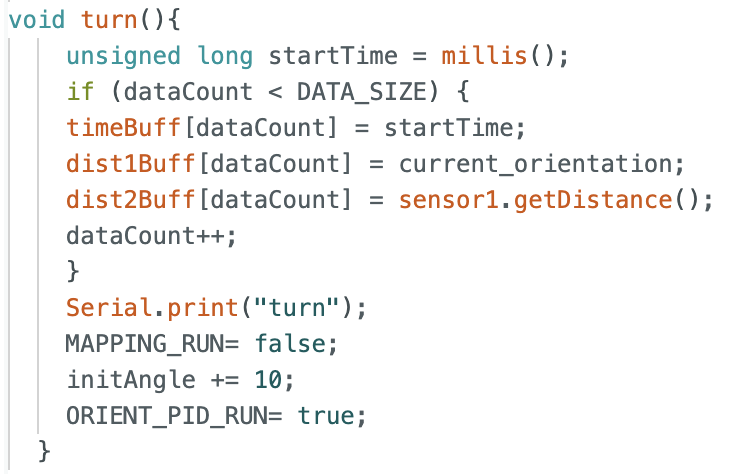 void turn(){
unsigned long startTime = millis();
if (dataCount < DATA_SIZE) {
timeBuff[dataCount] = startTime;
dist1Buff[dataCount] = current_orientation;
dist2Buff[dataCount] = sensor1.getDistance();
dataCount++;
}
Serial.print("turn");
MAPPING_RUN= false;
initAngle += 10;
ORIENT_PID_RUN= true;
}